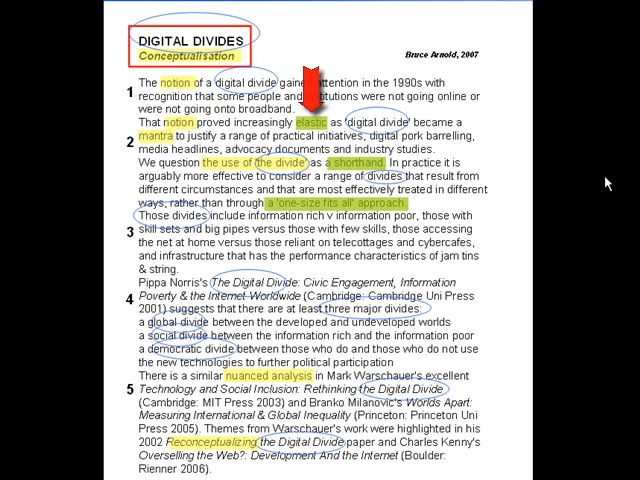 DIGITAL DIVIDES
Conceptualisation
Bruce Arnold, 2007
1 The notion of a digital divide gained attention in the 1990s with
recognition that some people and institutions were not going online or
were not going onto broadband.
That notion proved increasingly elastic as 'digital divide' became a
2 mantra to justify a range of practical initiatives, digital pork barrelling,
media headlines, advocacy documents and industry studies.
We question the use of 'the divide' as a shorthand. In practice it is
arguably more effective to consider a range of divides that result from
different circumstances and that are most effectively treated in different
ways, rather than through a 'one-size fits all' approach.
Those divides include information rich v information poor, those with
3 skill sets and big pipes versus those with few skills, those accessing
the net at home versus those reliant on telecottages and cybercafes,
and infrastructure that has the performance characteristics of jam tins
& string.
Pippa Norris's The Digital Divide: Civic Engagement, Information
4 Poverty & the Internet Worldwide (Cambridge: Cambridge Uni Press
2001) suggests that there are at least three major divides:
a global divide between the developed and undeveloped worlds
a social divide between the information rich and the information poor
a democratic divide between those who do and those who do not use
the new technologies to further political participation
There is a similar nuanced analysis in Mark Warschauer's excellent
5 Technology and Social Inclusion: Rethinking the Digital Divide
(Cambridge: MIT Press 2003) and Branko Milanovic's Worlds Apart:
Measuring International & Global Inequality (Princeton: Princeton Uni
Press 2005). Themes from Warschauer's work were highlighted in his
2002 Reconceptualizing the Digital Divide paper and Charles Kenny's
Overselling the Web?: Development And the Internet (Boulder:
Rienner 2006).